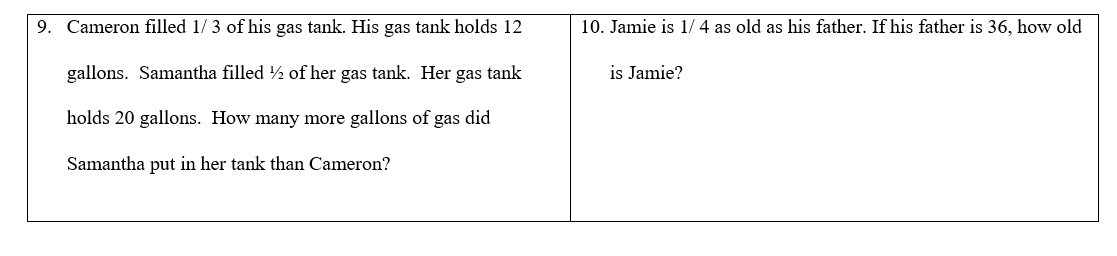 9. Cameron filled 1/ 3 of his gas tank. His gas tank holds 12
gallons. Samantha filled ½ of her gas tank. Her gas tank
holds 20 gallons. How many more gallons of gas did
Samantha put in her tank than Cameron?
10. Jamie is 1/ 4 as old as his father. If his father is 36, how old
is Jamie?